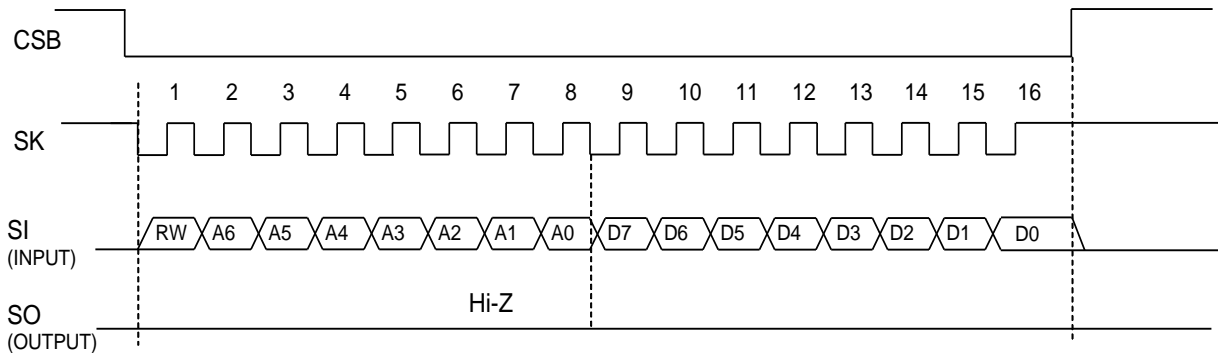 CSB
1 2 3 4 5 6 7 8 9 10 11 12 13 14 15 16
SK
SI
(INPUT)
RW A6 A5 A4 A3 A2 A1 A0 D7 D6 D5 D4 D3 D2 D1 D0
Hi-Z
SO
(OUTPUT)